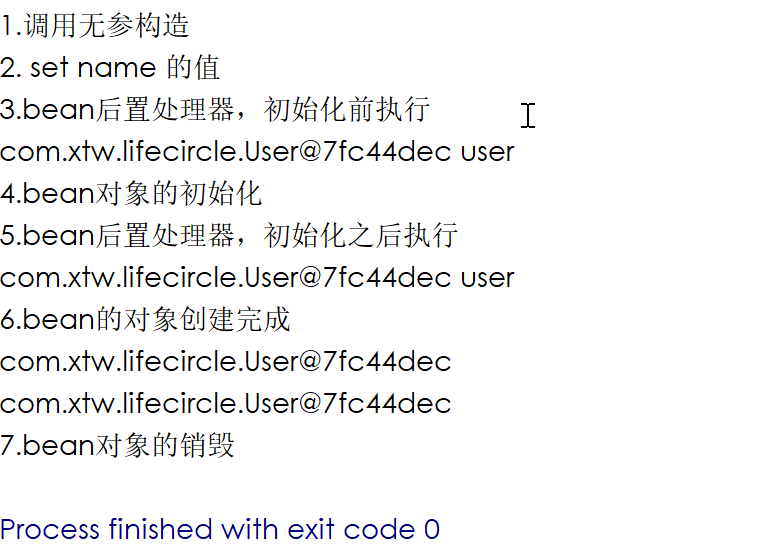 1.调用无参构造
2. set name 的值
3.bean后置处理器，初始化前执行
com.xtw.lifecircle.User@7fc44dec user
4.bean对象的初始化
5.bean后置处理器，初始化之后执行
com.xtw.lifecircle.User@7fc44dec user
6.bean的对象创建完成
com.xtw.lifecircle.User@7fc44dec
com.xtw.lifecircle.User@7fc44dec
7.bean对象的销毁
Process finished with exit code 0